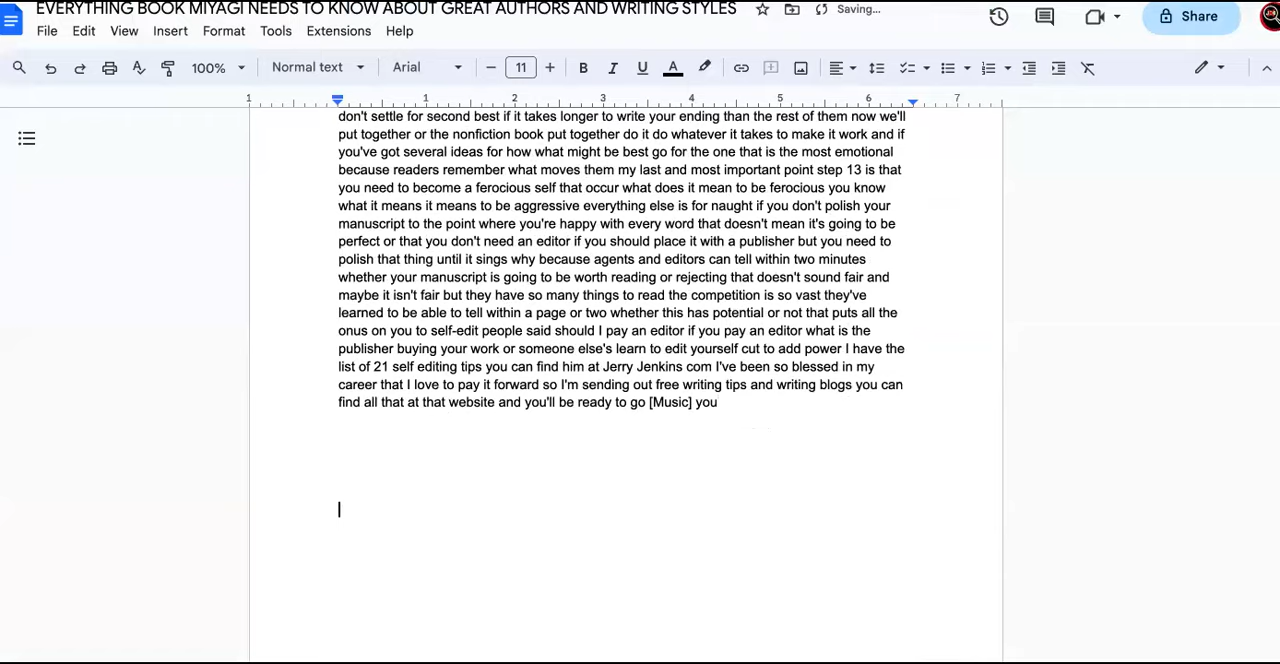 EVERYTHING BOOK MIYAGI NEEDS TO KNOW ABOUT GREAT AUTHORS AND WRITING STYLES Saving...
File Edit View Insert Format Tools Extensions Help Share
100% Normal text Arial 11 B I U A
1 1 2 3 4 5 6 7
don't settle for second best if it takes longer to write your ending than the rest of them now we'll
put together or the nonfiction book put together do it do whatever it takes to make it work and if
you've got several ideas for how what might be best go for the one that is the most emotional
because readers remember what moves them my last and most important point step 13 is that
you need to become a ferocious self that occur what does it mean to be ferocious you know
what it means it means to be aggressive everything else is for naught if you don't polish your
manuscript to the point where you're happy with every word that doesn't mean it's going to be
perfect or that you don't need an editor if you should place it with a publisher but you need to
polish that thing until it sings why because agents and editors can tell within two minutes
whether your manuscript is going to be worth reading or rejecting that doesn't sound fair and
maybe it isn't fair but they have so many things to read the competition is so vast they've
learned to be able to tell within a page or two whether this has potential or not that puts all the
onus on you to self-edit people said should I pay an editor if you pay an editor what is the
publisher buying your work or someone else's learn to edit yourself cut to add power I have the
list of 21 self editing tips you can find him at Jerry Jenkins com I've been so blessed in my
career that I love to pay it forward so I'm sending out free writing tips and writing blogs you can
find all that at that website and you'll be ready to go [Music] you